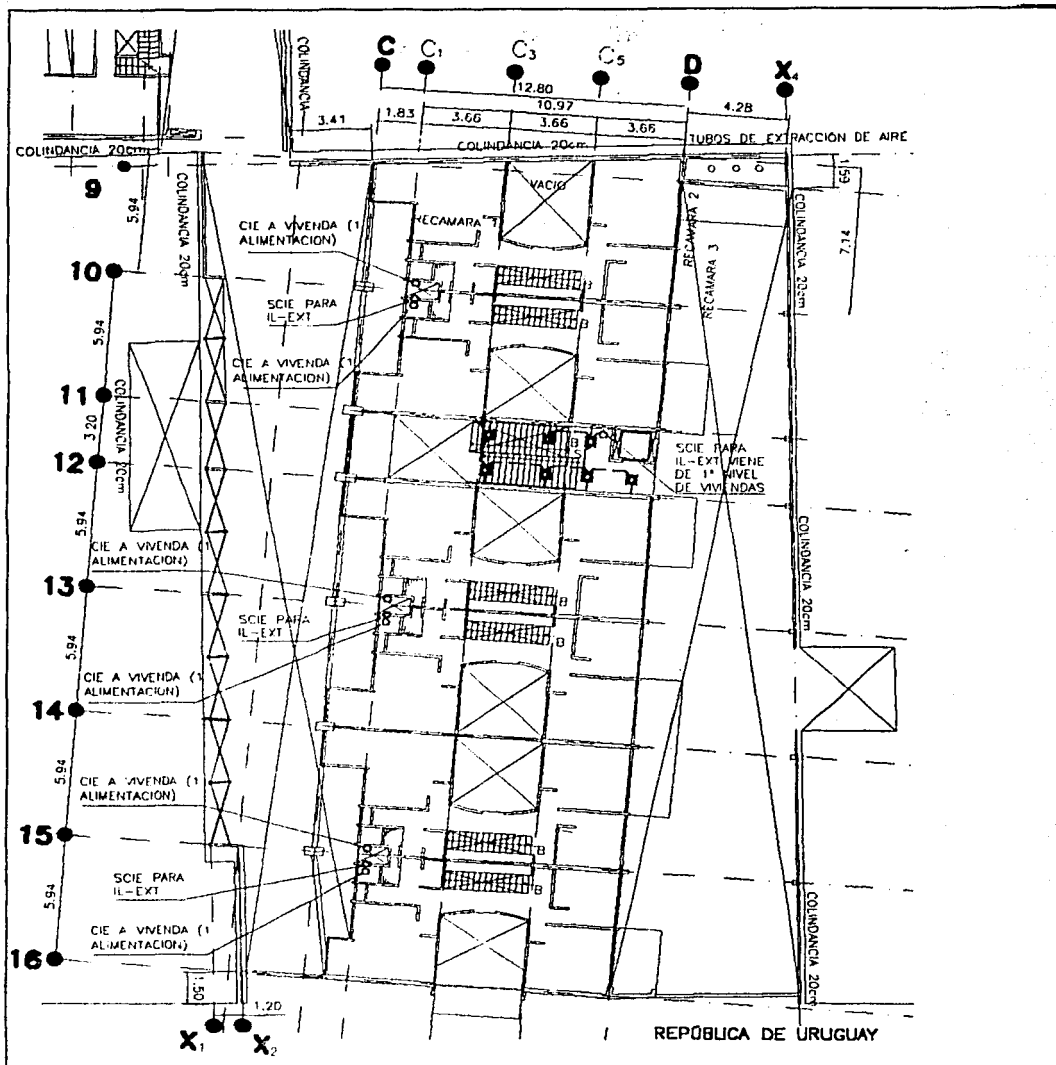 C C₁ C₃ C₅ D X₄
12.80
10.97
4.28
3.41 1.83 3.66 3.66 3.66
COLINDANCIA
COLINDANCIA 20cm
TUBOS DE EXTRACCIÓN DE AIRE
COLINDANCIA 20cm
9
1.59
VACIO
COLINDANCIA 20cm
5.94
RECAMARA 1
RECAMARA 2
RECAMARA 3
COLINDANCIA 20cm
7.14
CIE A VIVENDA (1
ALIMENTACION)
10
B
SCIE PARA
IL-EXT
B
5.94
CIE A VIVENDA (1
ALIMENTACION)
11
COLINDANCIA 20cm
3.20
B
SCIE PARA
IL-EXT VIENE
DE 1ª NIVEL
DE VIVIENDAS
12
5.94
COLINDANCIA 20cm
CIE A VIVENDA (1
ALIMENTACION)
13
B
SCIE PARA
IL-EXT
B
5.94
CIE A VIVENDA (1
ALIMENTACION)
14
5.94
CIE A VIVENDA (1
ALIMENTACION)
15
B
SCIE PARA
IL-EXT
B
5.94
COLINDANCIA 20cm
CIE A VIVENDA (1
ALIMENTACION)
16
1.50
1.20
X₁ X₂
REPÚBLICA DE URUGUAY